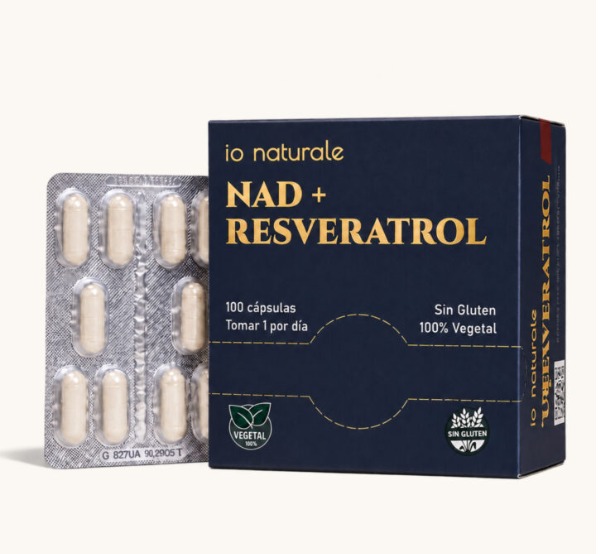 io naturale
NAD +
RESVERATROL
100 cápsulas
Tomar 1 por día
Sin Gluten
100% Vegetal
VEGETAL
100%
SIN GLUTEN
G 827UA 90,2905 T
io naturale